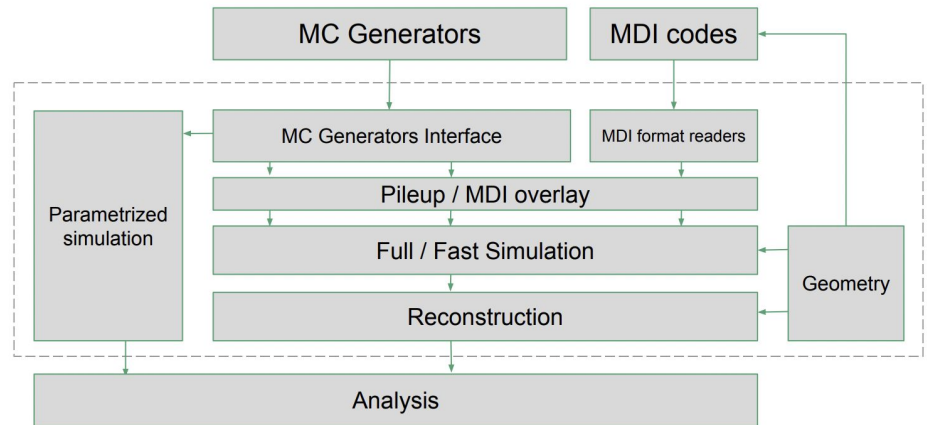 MC Generators
MDI codes
MC Generators Interface
MDI format readers
Pileup / MDI overlay
Parametrized
simulation
Full / Fast Simulation
Geometry
Reconstruction
Analysis